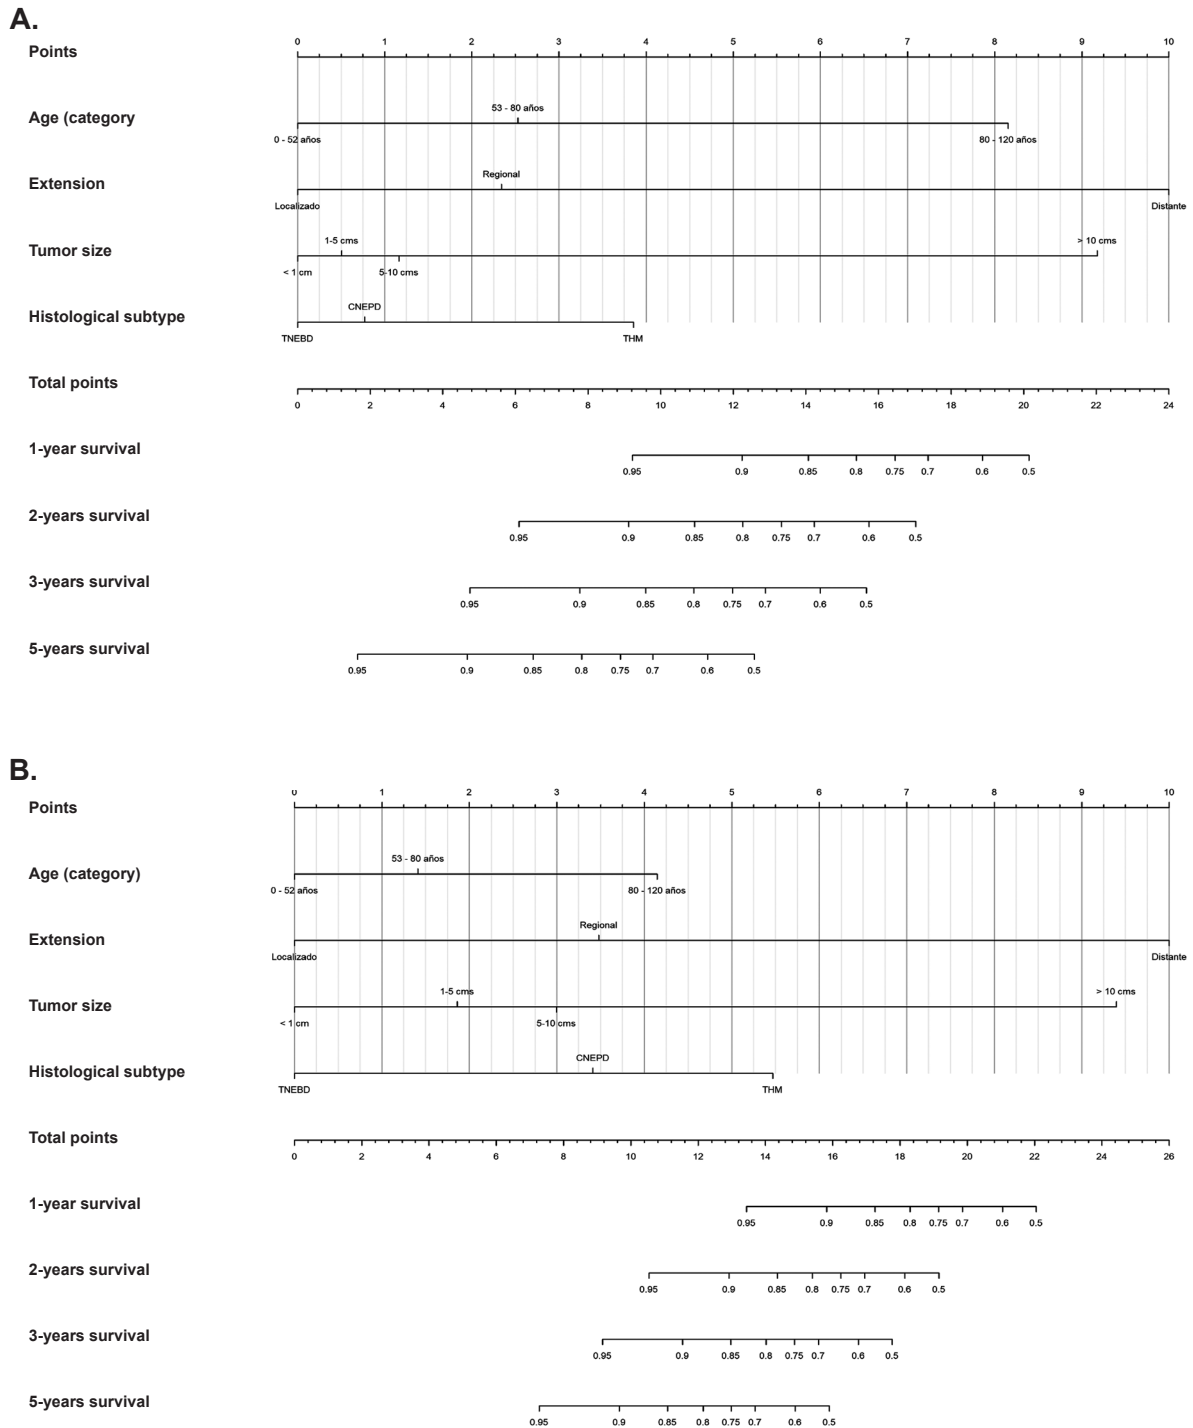 A.
Points
0 1 2 3 4 5 6 7 8 9 10
53 - 80 años
Age (category
0 - 52 años 80 - 120 años
Regional
Extension
Localizado Distante
1-5 cms > 10 cms
Tumor size
< 1 cm 5-10 cms
CNEPD
Histological subtype
TNEBD THM
Total points
0 2 4 6 8 10 12 14 16 18 20 22 24
1-year survival
0.95 0.9 0.85 0.8 0.75 0.7 0.6 0.5
2-years survival
0.95 0.9 0.85 0.8 0.75 0.7 0.6 0.5
3-years survival
0.95 0.9 0.85 0.8 0.75 0.7 0.6 0.5
5-years survival
0.95 0.9 0.85 0.8 0.75 0.7 0.6 0.5
B.
0 1 2 3 4 5 6 7 8 9 10
Points
53 - 80 años
Age (category)
0 - 52 años 80 - 120 años
Regional
Extension
Localizado Distante
1-5 cms > 10 cms
Tumor size
< 1 cm 5-10 cms
CNEPD
Histological subtype
TNEBD THM
Total points
0 2 4 6 8 10 12 14 16 18 20 22 24 26
1-year survival
0.95 0.9 0.85 0.8 0.75 0.7 0.6 0.5
2-years survival
0.95 0.9 0.85 0.8 0.75 0.7 0.6 0.5
3-years survival
0.95 0.9 0.85 0.8 0.75 0.7 0.6 0.5
5-years survival
0.95 0.9 0.85 0.8 0.75 0.7 0.6 0.5